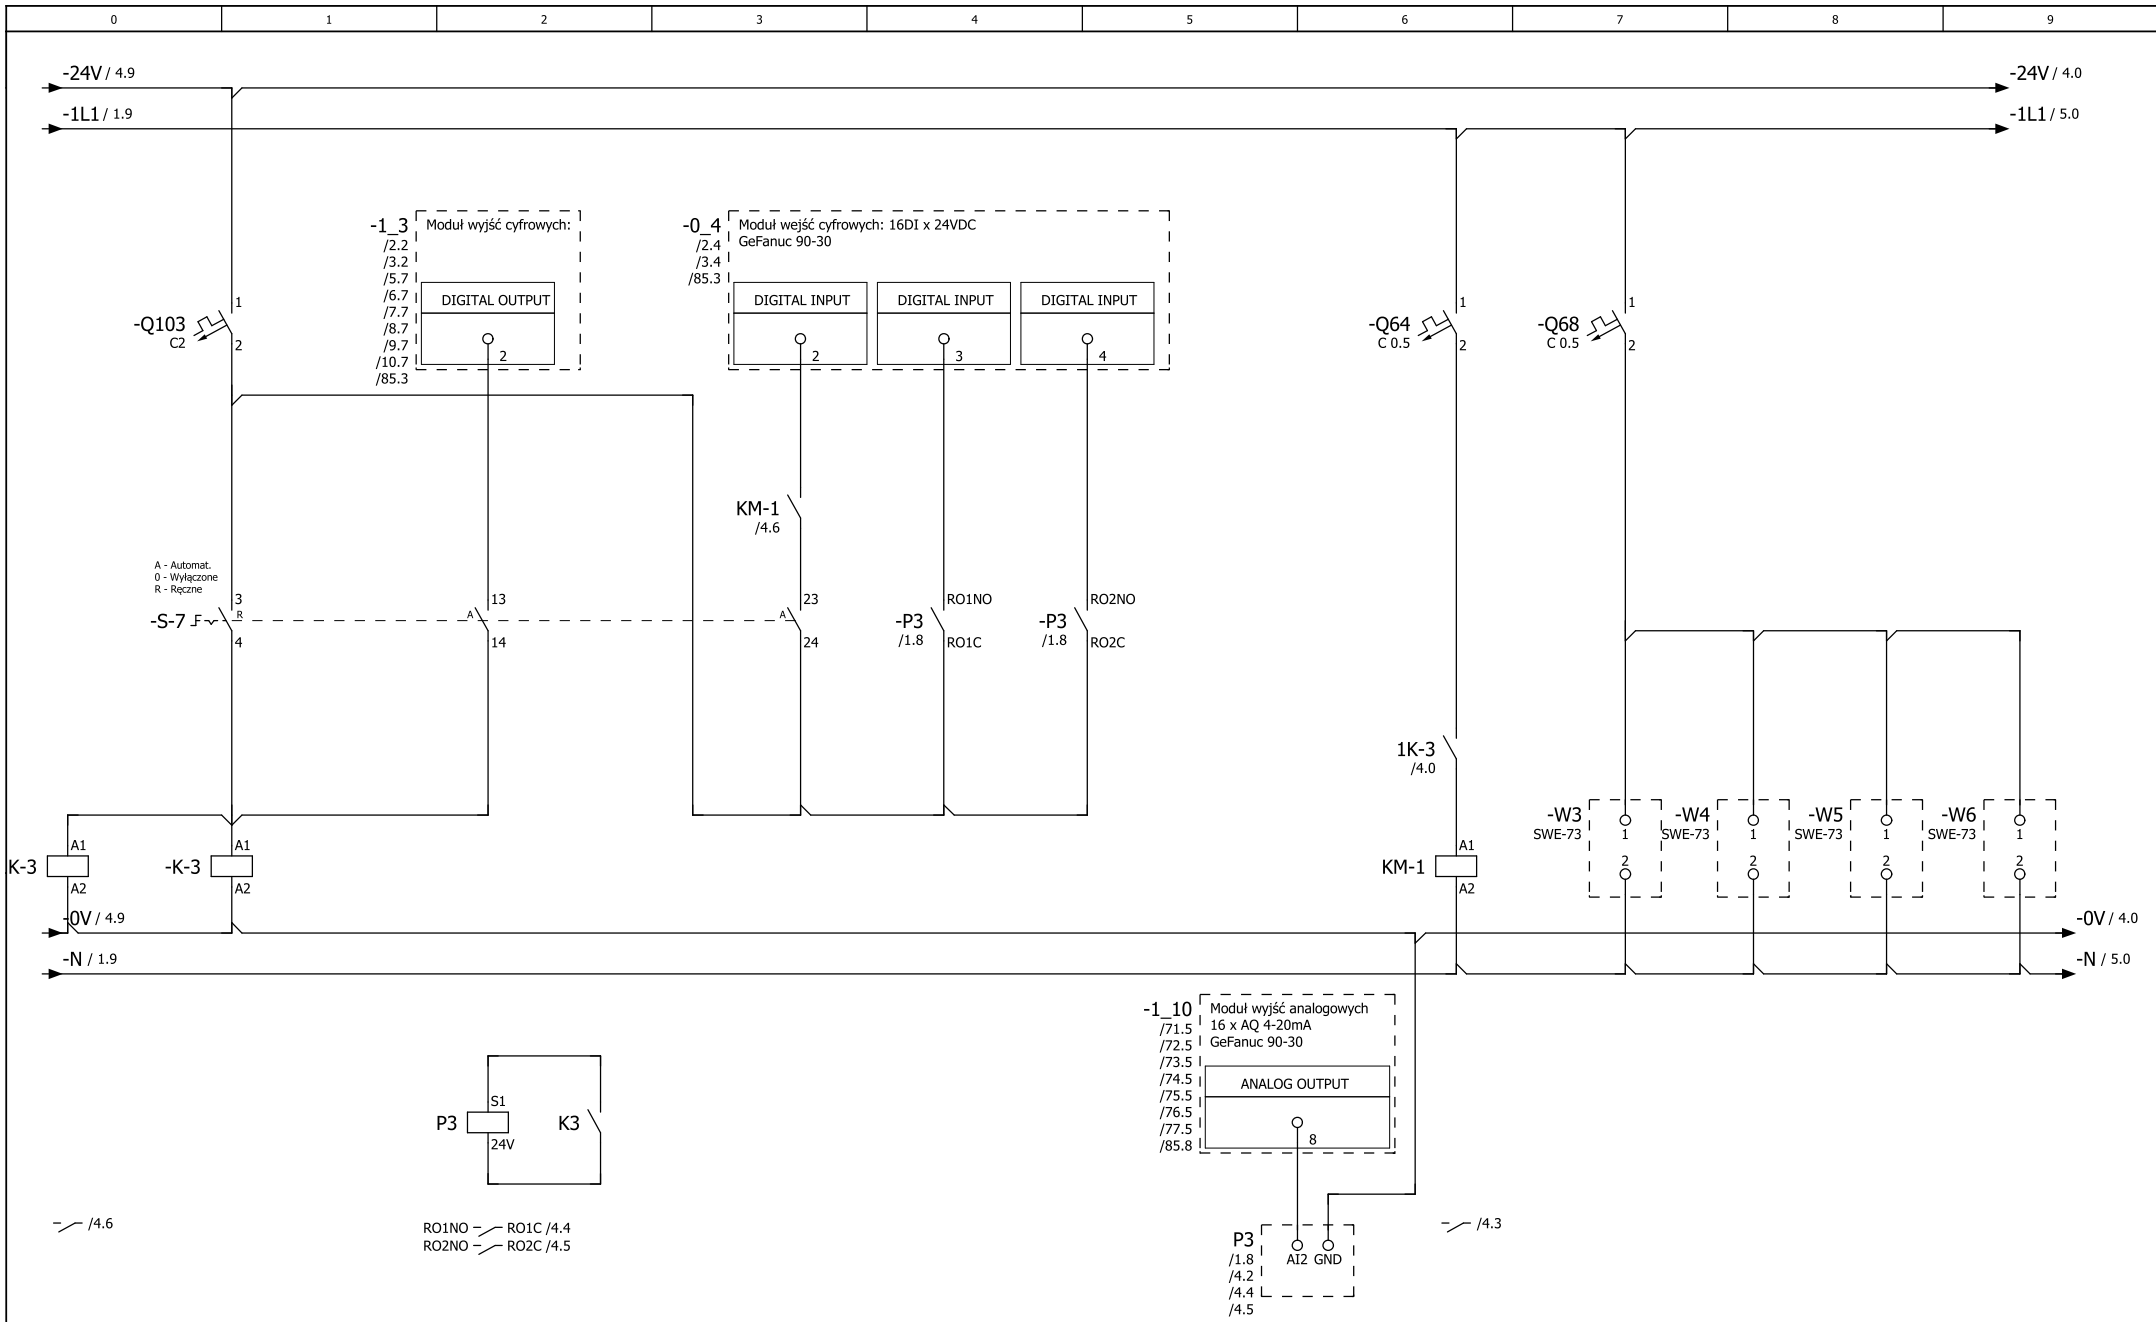 0 1 2 3 4 5 6 7 8 9
-24V / 4.9
-24V / 4.0
-1L1 / 1.9
-1L1 / 5.0
-1_3
/2.2
/3.2
/5.7
/6.7
/7.7
/8.7
/9.7
/10.7
/85.3
Moduł wyjść cyfrowych:
DIGITAL OUTPUT
2
-0_4
/2.4
/3.4
/85.3
Moduł wejść cyfrowych: 16DI x 24VDC
GeFanuc 90-30
DIGITAL INPUT
2
DIGITAL INPUT
3
DIGITAL INPUT
4
-Q103
C2
1
2
-Q64
C 0.5
1
2
-Q68
C 0.5
1
2
KM-1
/4.6
A - Automat.
0 - Wyłączone
R - Ręczne
-S-7
3
R
4
13
A
14
23
A
24
-P3
/1.8
RO1NO
RO1C
-P3
/1.8
RO2NO
RO2C
1K-3
/4.0
K-3
A1
A2
-K-3
A1
A2
KM-1
A1
A2
-W3
SWE-73
1
2
-W4
SWE-73
1
2
-W5
SWE-73
1
2
-W6
SWE-73
1
2
-0V / 4.9
-0V / 4.0
-N / 1.9
-N / 5.0
-1_10
/71.5
/72.5
/73.5
/74.5
/75.5
/76.5
/77.5
/85.8
Moduł wyjść analogowych
16 x AQ 4-20mA
GeFanuc 90-30
ANALOG OUTPUT
8
P3
S1
24V
K3
/4.6
RO1NO RO1C /4.4
RO2NO RO2C /4.5
P3
/1.8
/4.2
/4.4
/4.5
AI2 GND
/4.3